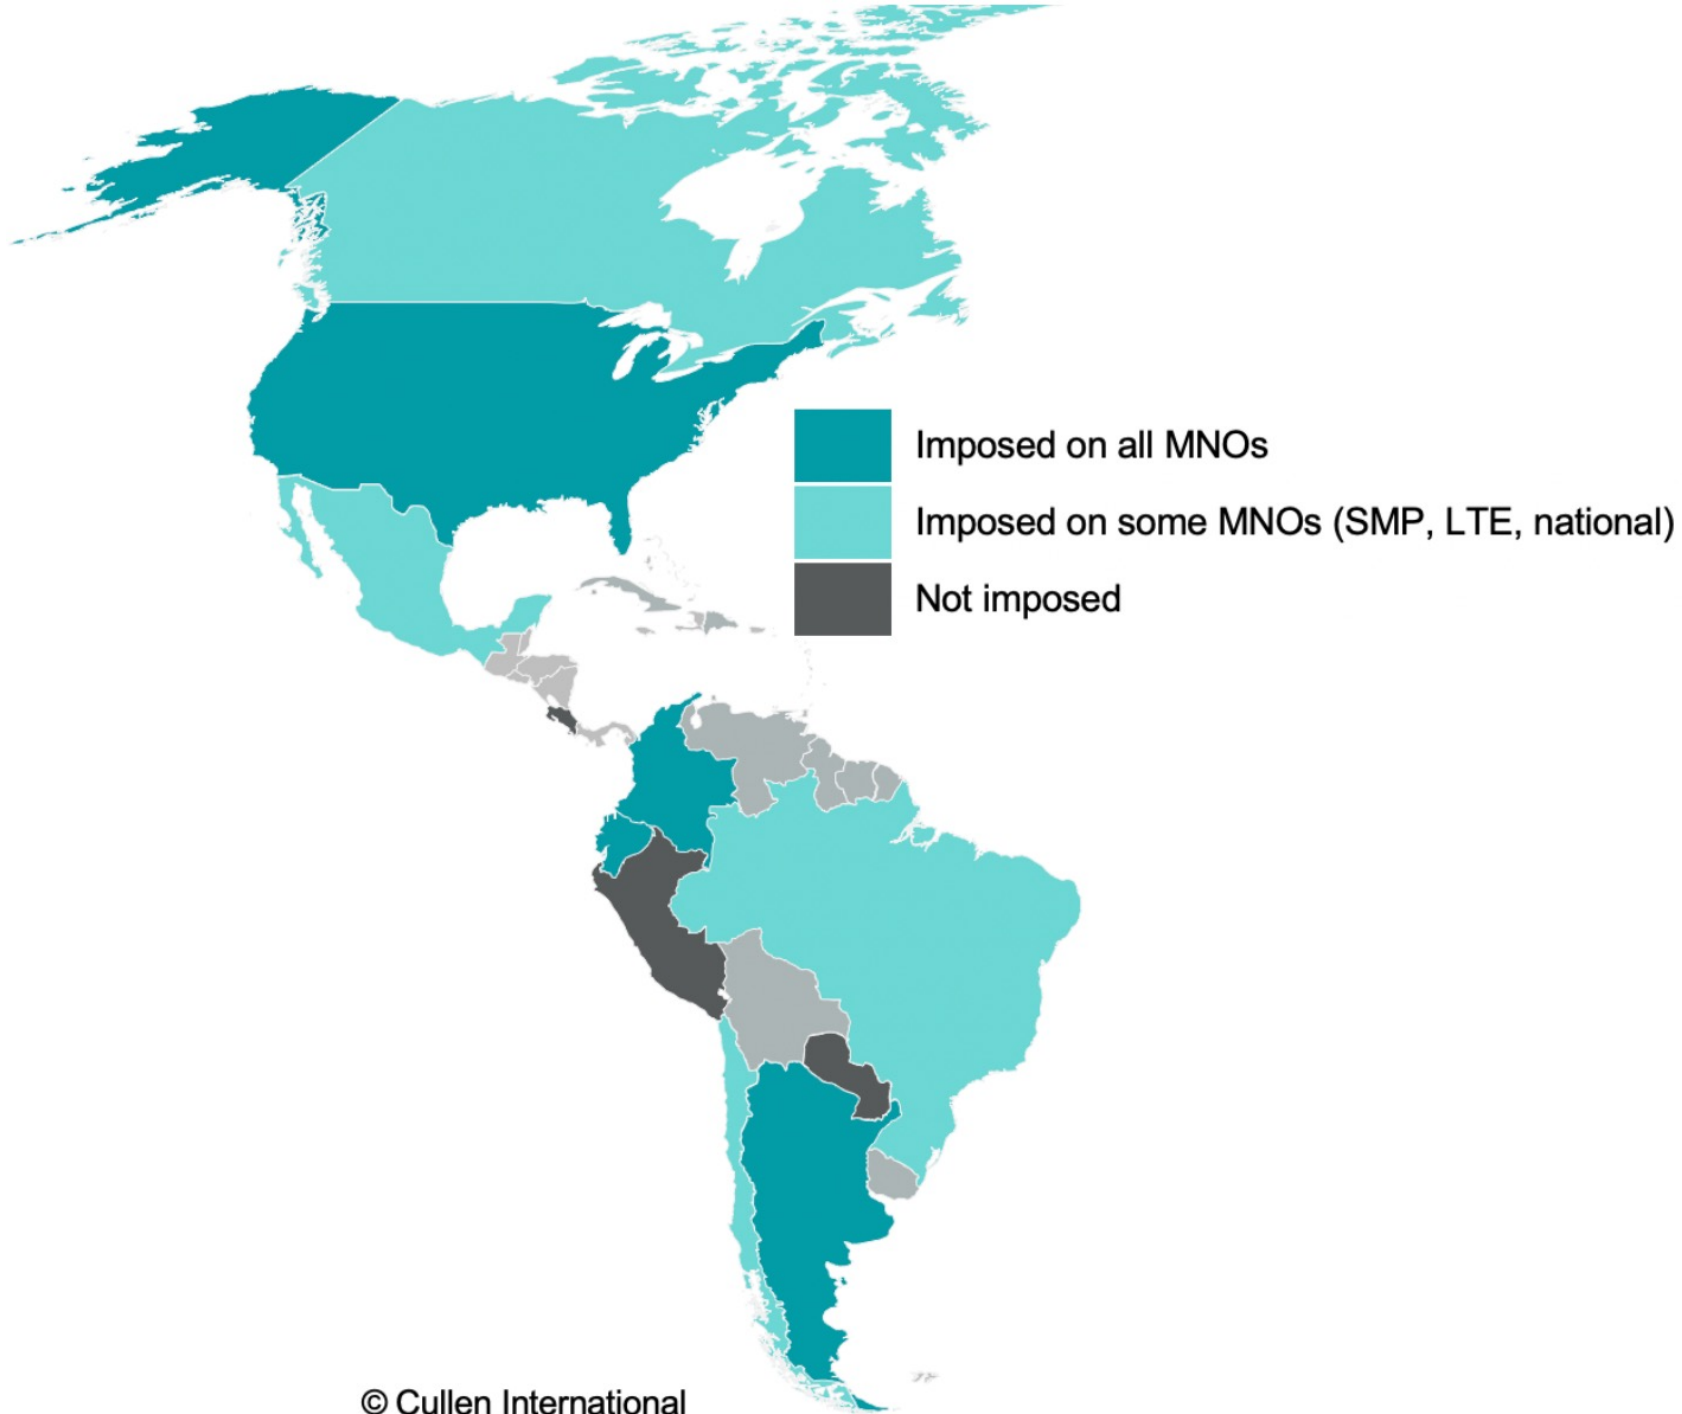 Imposed on all MNOs
Imposed on some MNOs (SMP, LTE, national)
Not imposed
© Cullen International